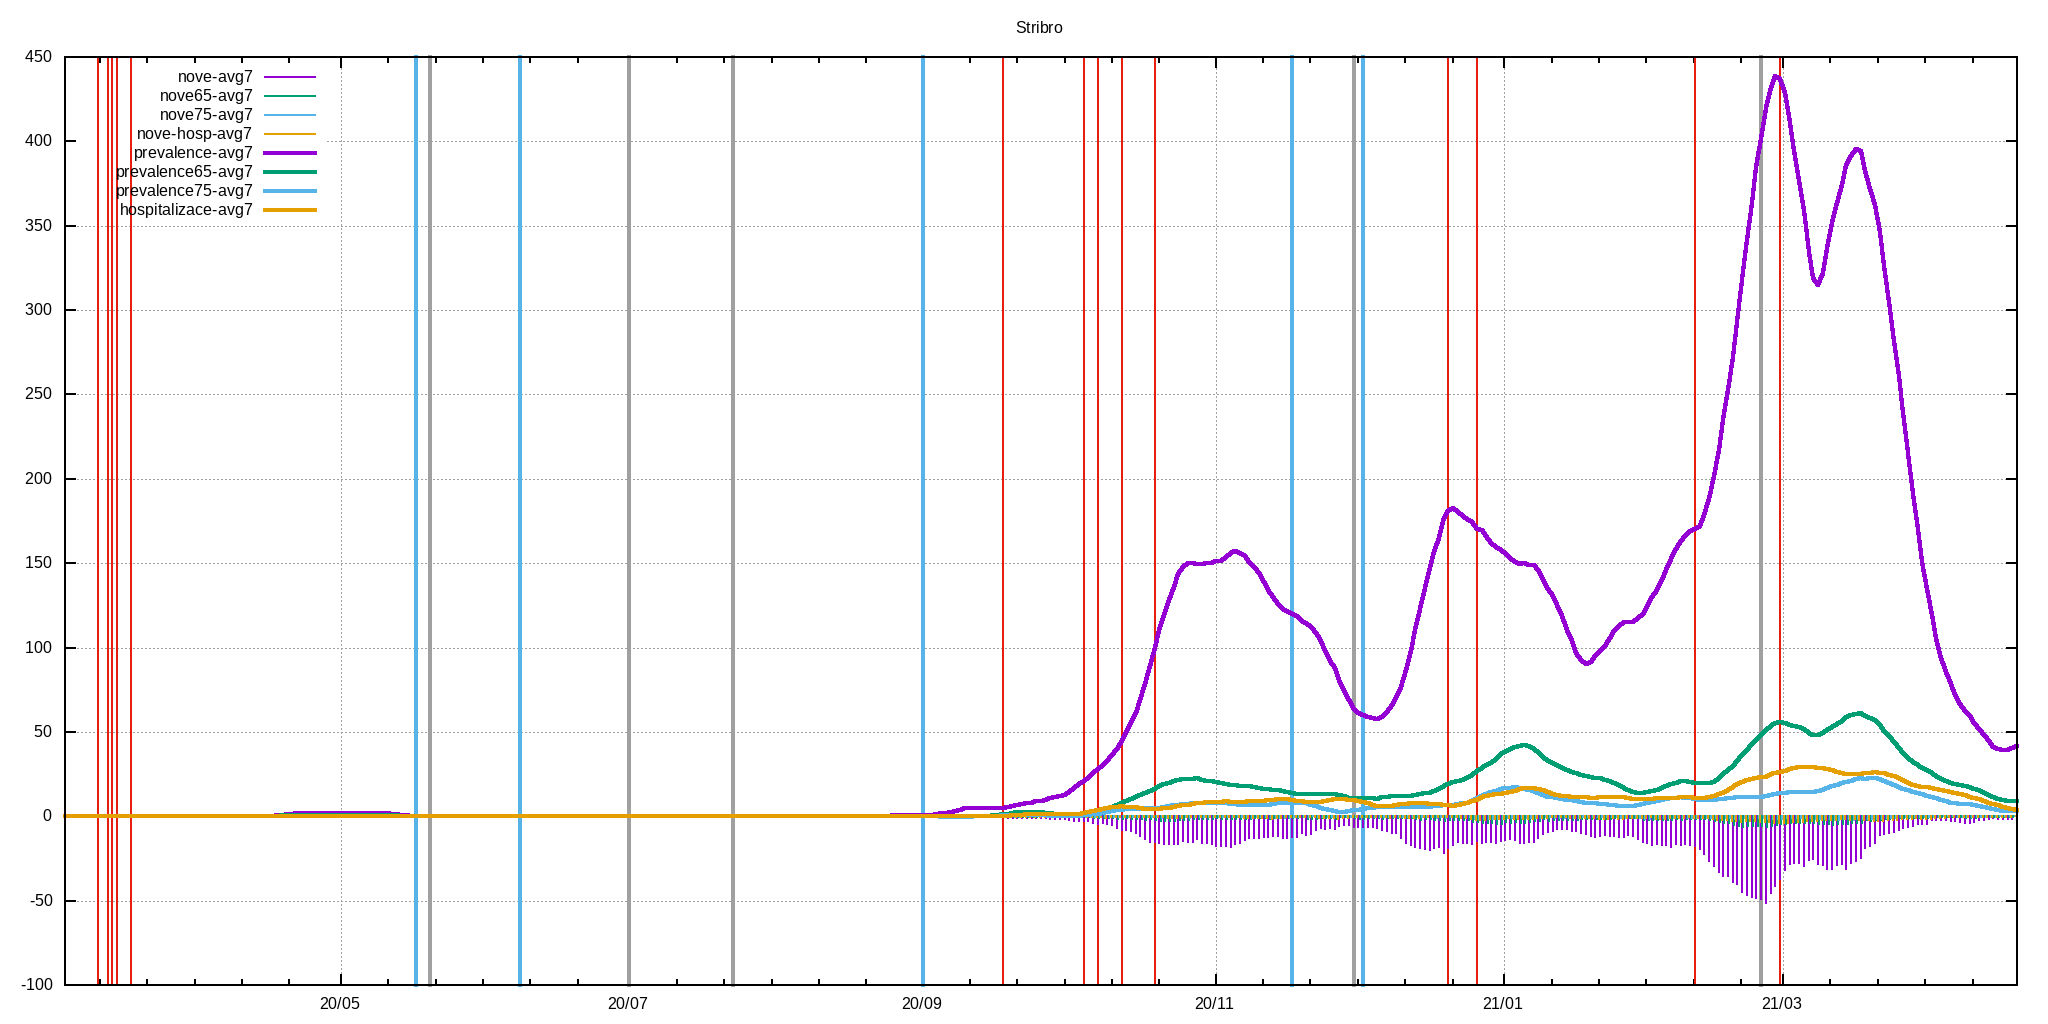 Stribro
450
400
350
300
250
200
150
100
50
0
-50
-100
nove-avg7
nove65-avg7
nove75-avg7
nove-hosp-avg7
prevalence-avg7
prevalence65-avg7
prevalence75-avg7
hospitalizace-avg7
20/05 20/07 20/09 20/11 21/01 21/03